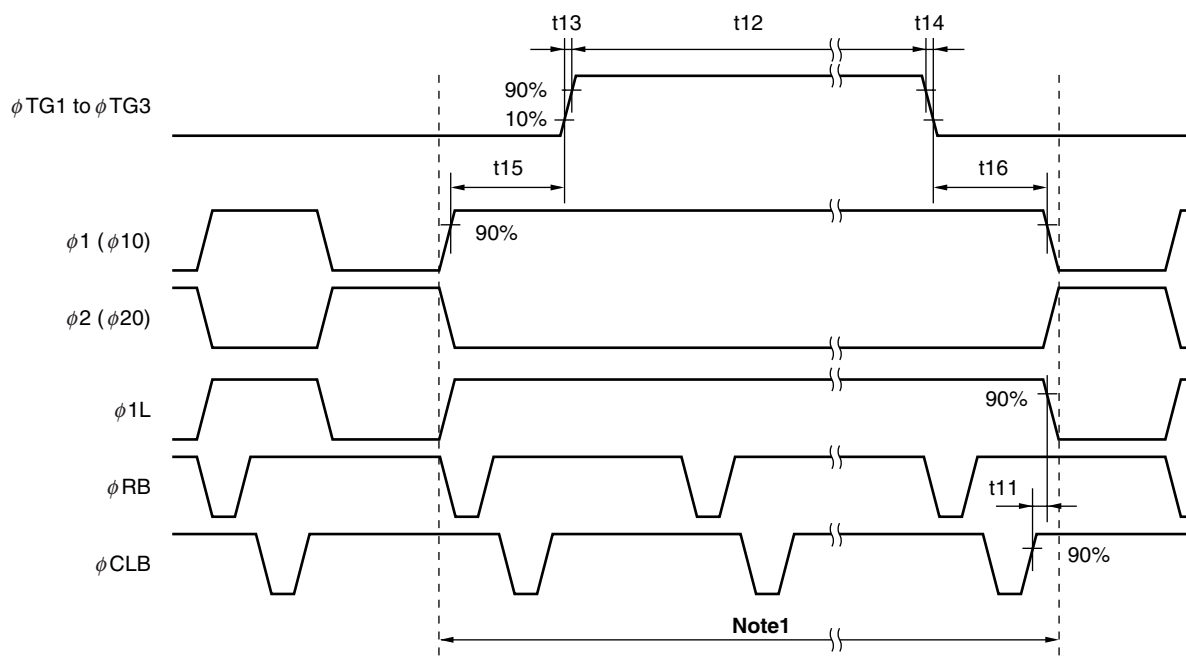 t13 t12 t14
φTG1 to φTG3
90%
10%
t15 t16
φ1 (φ10)
90%
φ2 (φ20)
φ1L
90%
φRB
t11
φCLB
90%
Note1